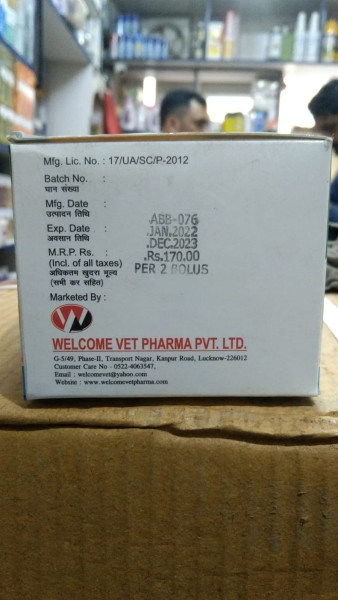 Mfg. Lic. No. : 17/UA/SC/P-2012
Batch No. :
घान संख्या
Mfg. Date :
उत्पादन तिथि
ABB-076
Exp. Date :
JAN.2022
अवसान तिथि
.DEC.2023
M.R.P. Rs. :
.Rs.170.00
(Incl. of all taxes)
PER 2 BOLUS
अधिकतम खुदरा मूल्य
(सभी कर सहित)
Marketed By :
WELCOME VET PHARMA PVT. LTD.
G-5/49, Phase-II, Transport Nagar, Kanpur Road, Lucknow-226012
Customer Care No - 0522-4063547,
Email : welcomevet@yahoo.com
Website : www.welcomevetpharma.com